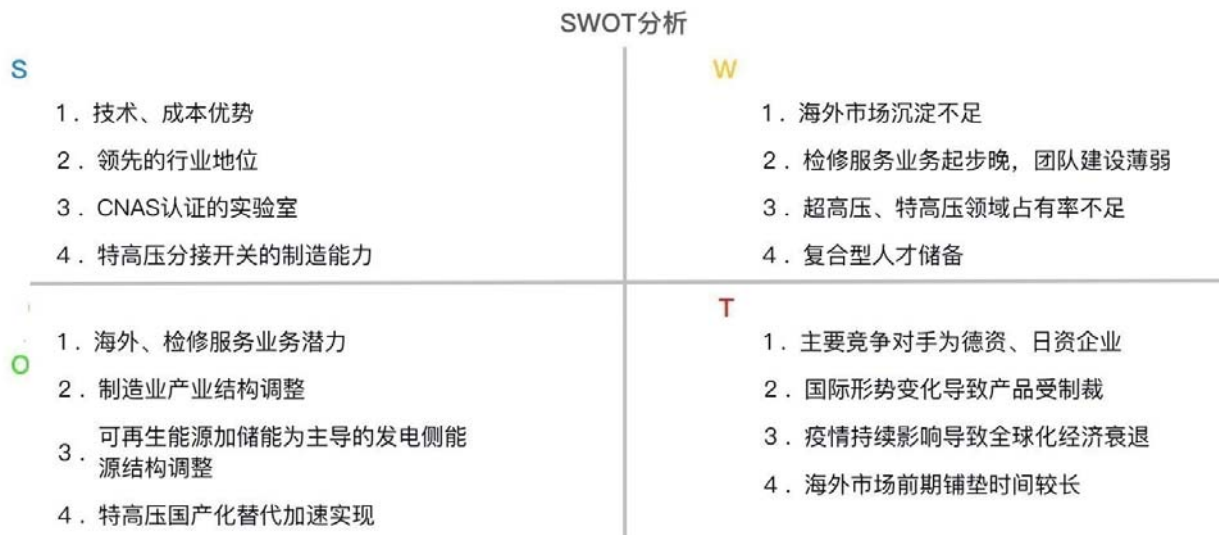 SWOT分析
S
1. 技术、成本优势
2. 领先的行业地位
3. CNAS认证的实验室
4. 特高压分接开关的制造能力
W
1. 海外市场沉淀不足
2. 检修服务业务起步晚，团队建设薄弱
3. 超高压、特高压领域占有率不足
4. 复合型人才储备
O
1. 海外、检修服务业务潜力
2. 制造业产业结构调整
3. 可再生能源加储能为主导的发电侧能
源结构调整
4. 特高压国产化替代加速实现
T
1. 主要竞争对手为德资、日资企业
2. 国际形势变化导致产品受制裁
3. 疫情持续影响导致全球化经济衰退
4. 海外市场前期铺垫时间较长